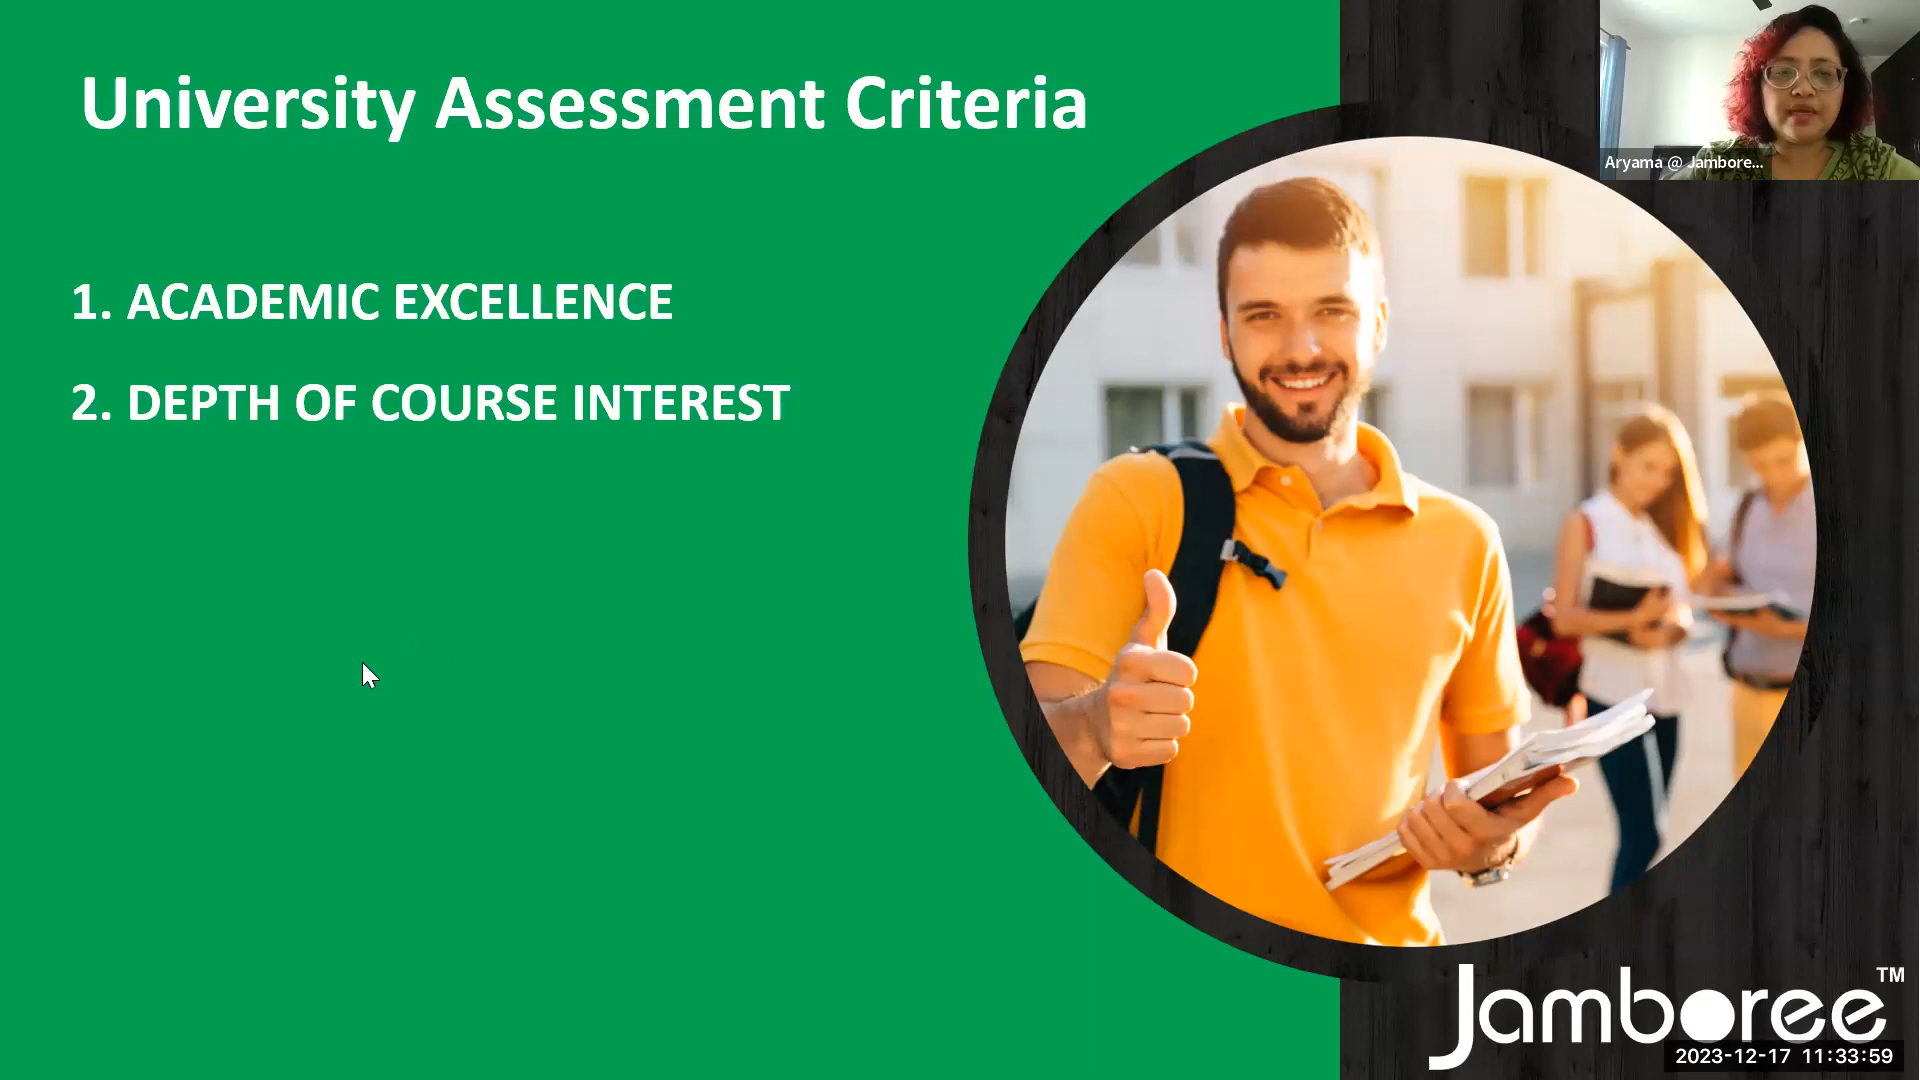 University Assessment Criteria
Aryama @ Jambore...
1. ACADEMIC EXCELLENCE
2. DEPTH OF COURSE INTEREST
Jamboree™
2023-12-17 11:33:59